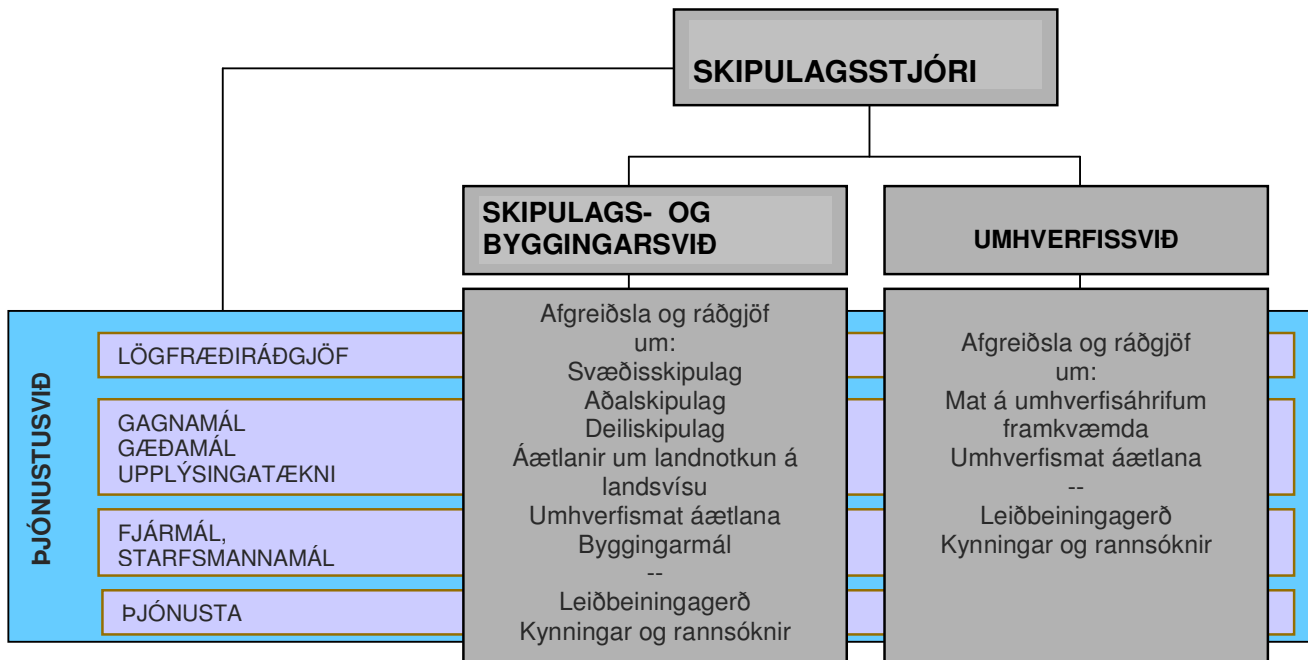 SKIPULAGSSTJÓRI
SKIPULAGS- OG
BYGGINGARSVIÐ
UMHVERFISSVIÐ
ÞJÓNUSTUSVIÐ
LÖGFRÆÐIRÁÐGJÖF
GAGNAMÁL
GÆÐAMÁL
UPPLÝSINGATÆKNI
FJÁRMÁL,
STARFSMANNAMÁL
ÞJÓNUSTA
Afgreiðsla og ráðgjöf
um:
Svæðisskipulag
Aðalskipulag
Deiliskipulag
Áætlanir um landnotkun á
landsvísu
Umhverfismat áætlana
Byggingarmál
--
Leiðbeiningagerð
Kynningar og rannsóknir
Afgreiðsla og ráðgjöf
um:
Mat á umhverfisáhrifum
framkvæmda
Umhverfismat áætlana
--
Leiðbeiningagerð
Kynningar og rannsóknir